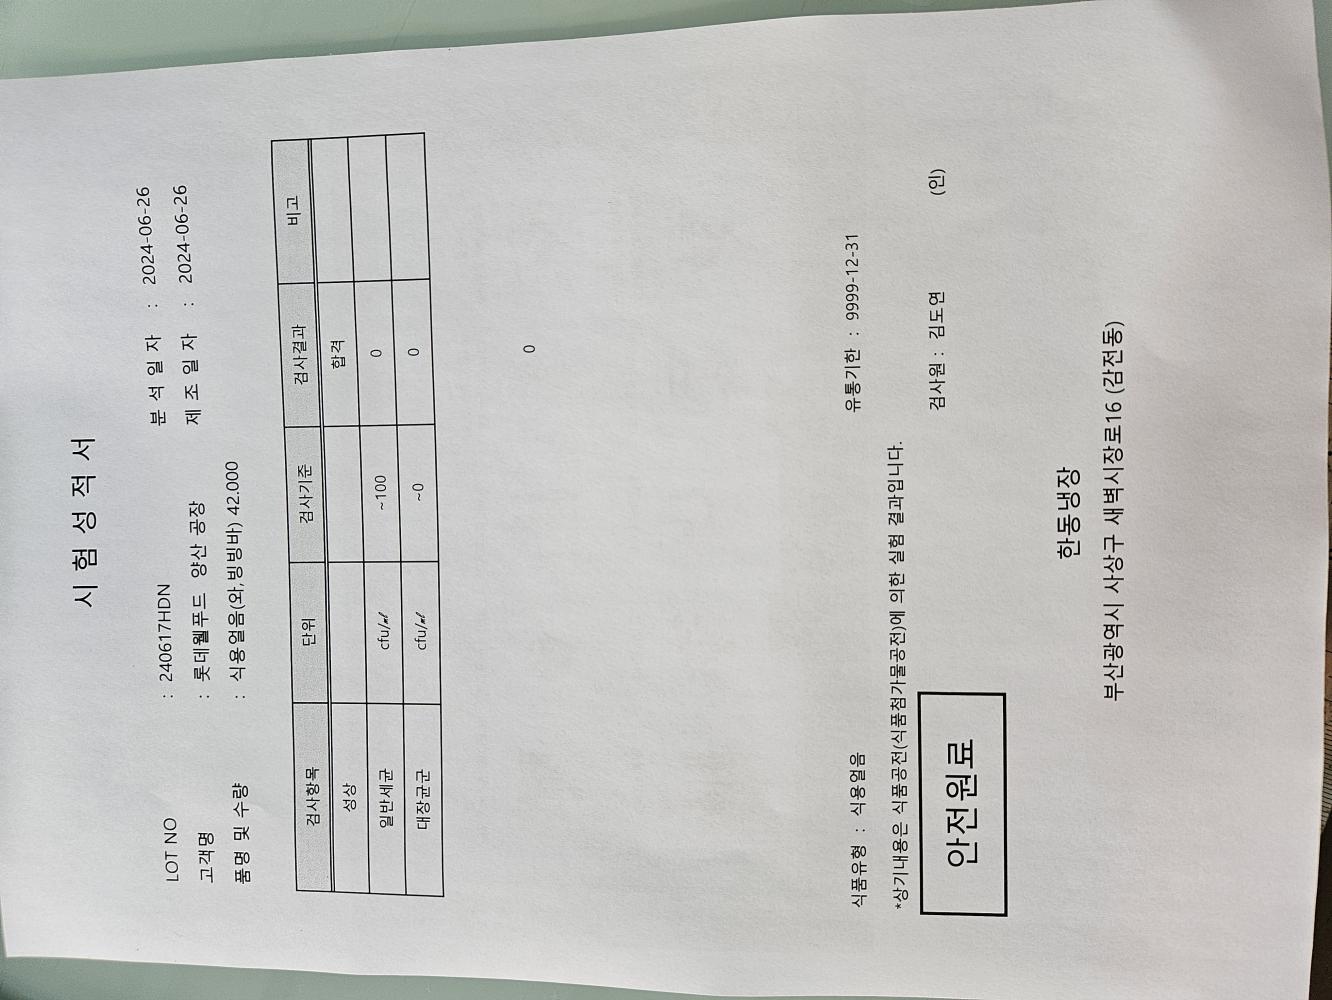 시 험 성 적 서
LOT NO : 240617HDN 분 석 일 자 : 2024-06-26
고객명 : 롯데웰푸드 양산 공장 제 조 일 자 : 2024-06-26
품명 및 수량 : 식용얼음(와,빙빙바) 42.000
검사항목 단위 검사기준 검사결과 비고
성상 합격
일반세균 cfu/㎖ ~100 0
대장균군 cfu/㎖ ~0 0
0
식품유형 : 식용얼음 유통기한 : 9999-12-31
*상기내용은 식품공전(식품첨가물공전)에 의한 실험 결과입니다.
안전원료 검사원 : 김도연 (인)
한동냉장
부산광역시 사상구 새벽시장로16 (감전동)